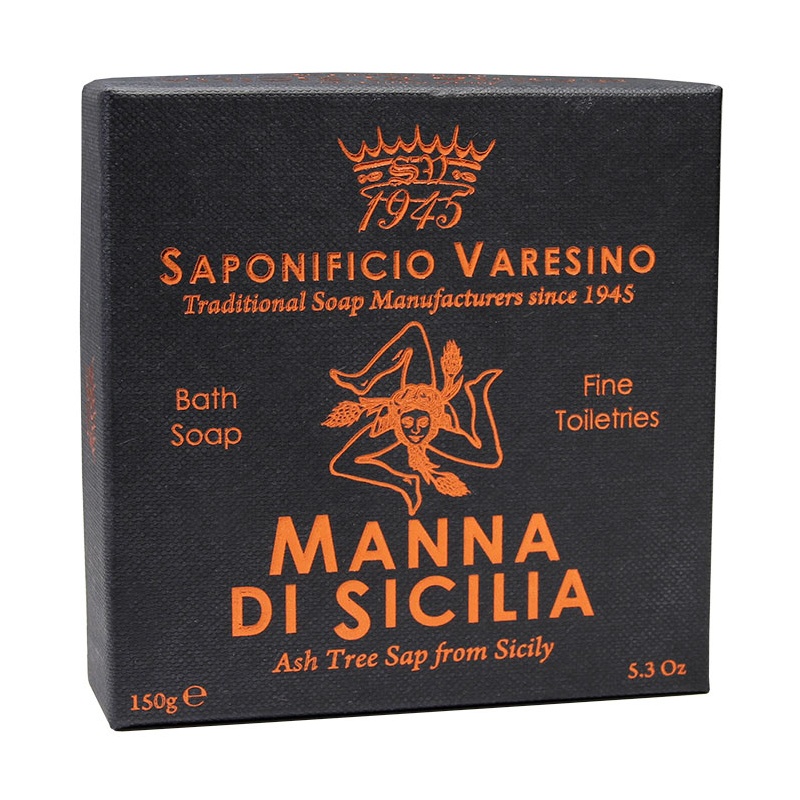 SV
1945
SAPONIFICIO VARESINO
Traditional Soap Manufacturers since 1945
Bath
Soap
Fine
Toiletries
MANNA
DI SICILIA
Ash Tree Sap from Sicily
150g ℮
5.3 Oz